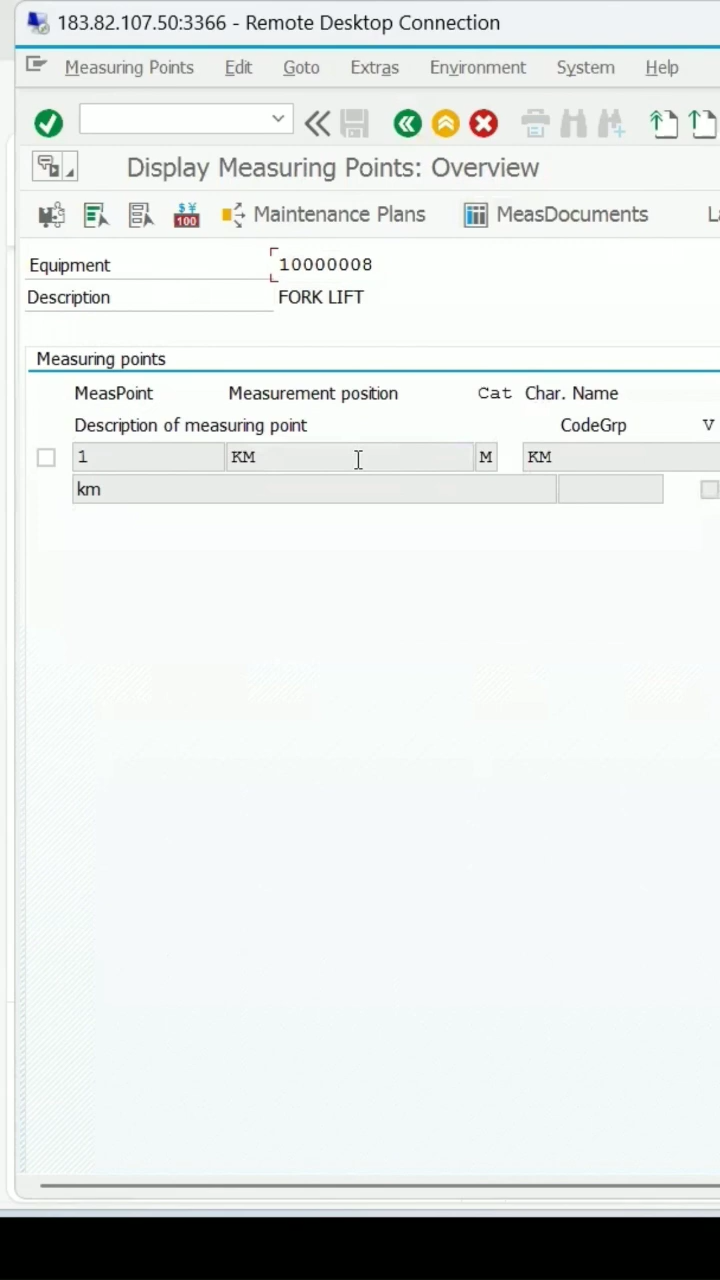 183.82.107.50:3366 - Remote Desktop Connection
Measuring Points Edit Goto Extras Environment System Help
Display Measuring Points: Overview
Maintenance Plans MeasDocuments
Equipment 10000008
Description FORK LIFT
Measuring points
MeasPoint Measurement position Cat Char. Name
Description of measuring point CodeGrp V
1 KM M KM
km